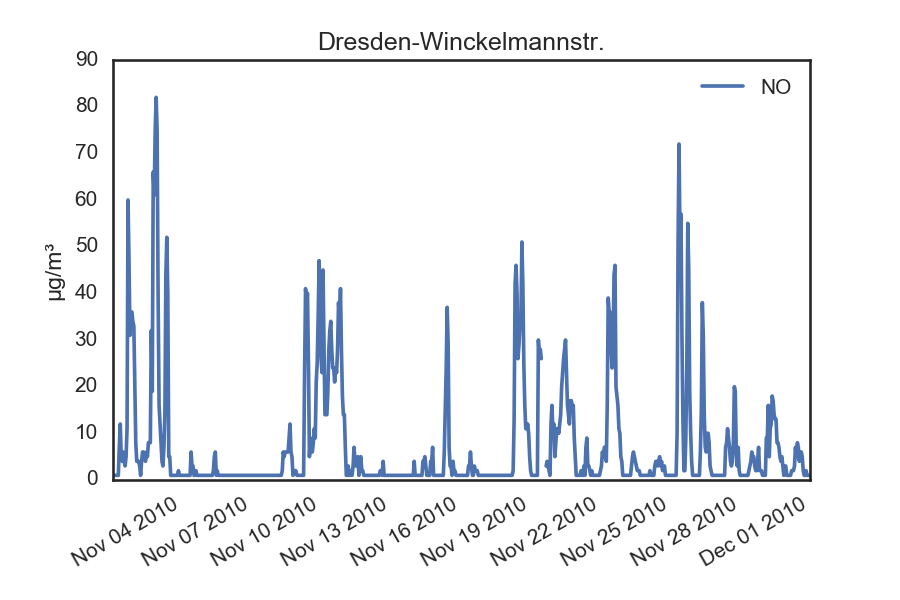 Dresden-Winckelmannstr.
90
80
70
60
50
40
30
20
10
0
µg/m³
NO
Nov 04 2010
Nov 07 2010
Nov 10 2010
Nov 13 2010
Nov 16 2010
Nov 19 2010
Nov 22 2010
Nov 25 2010
Nov 28 2010
Dec 01 2010